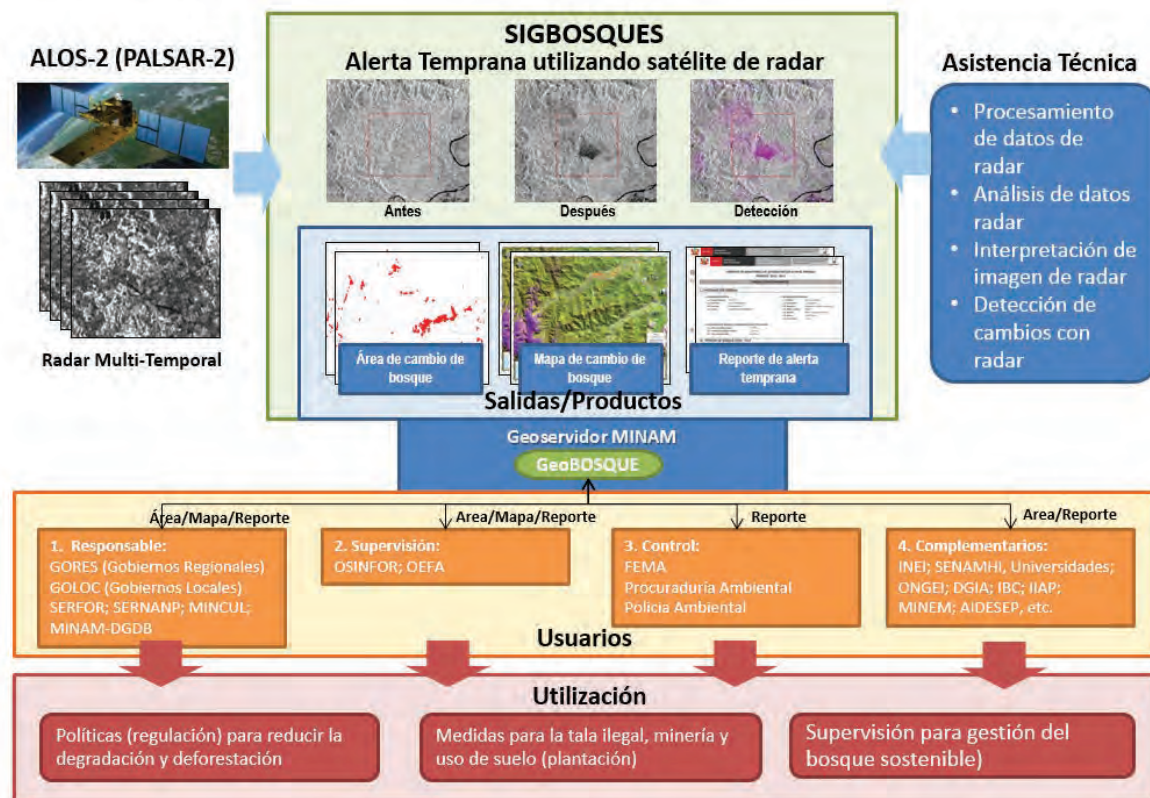 SIGBOSQUES
Alerta Temprana utilizando satélite de radar
ALOS-2 (PALSAR-2)
Radar Multi-Temporal
Antes
Después
Detección
Asistencia Técnica
• Procesamiento
de datos de
radar
• Análisis de datos
radar
• Interpretación de
imagen de radar
• Detección de
cambios con
radar
Área de cambio de
bosque
Mapa de cambio de
bosque
Reporte de alerta
temprana
Salidas/Productos
Geoservidor MINAM
GeoBOSQUE
Área/Mapa/Reporte
Area/Mapa/Reporte
Reporte
Area/Reporte
1. Responsable:
GORES (Gobiernos Regionales)
GOLOC (Gobiernos Locales)
SERFOR; SERNANP; MINCUL;
MINAM-DGDB
2. Supervisión:
OSINFOR; OEFA
3. Control:
FEMA
Procuraduría Ambiental
Policia Ambiental
4. Complementarios:
INEI; SENAMHI, Universidades;
ONGEI; DGIA; IBC; IIAP;
MINEM; AIDESEP, etc.
Usuarios
Utilización
Políticas (regulación) para reducir la
degradación y deforestación
Medidas para la tala ilegal, minería y
uso de suelo (plantación)
Supervisión para gestión del
bosque sostenible)